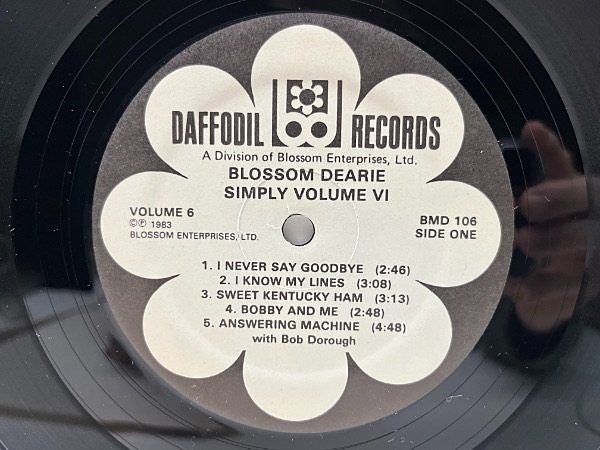 DAFFODIL RECORDS
A Division of Blossom Enterprises, Ltd.
BLOSSOM DEARIE
SIMPLY VOLUME VI
VOLUME 6
©Ⓟ 1983
BLOSSOM ENTERPRISES, LTD.
BMD 106
SIDE ONE
1. I NEVER SAY GOODBYE (2:46)
2. I KNOW MY LINES (3:08)
3. SWEET KENTUCKY HAM (3:13)
4. BOBBY AND ME (2:48)
5. ANSWERING MACHINE (4:48)
with Bob Dorough